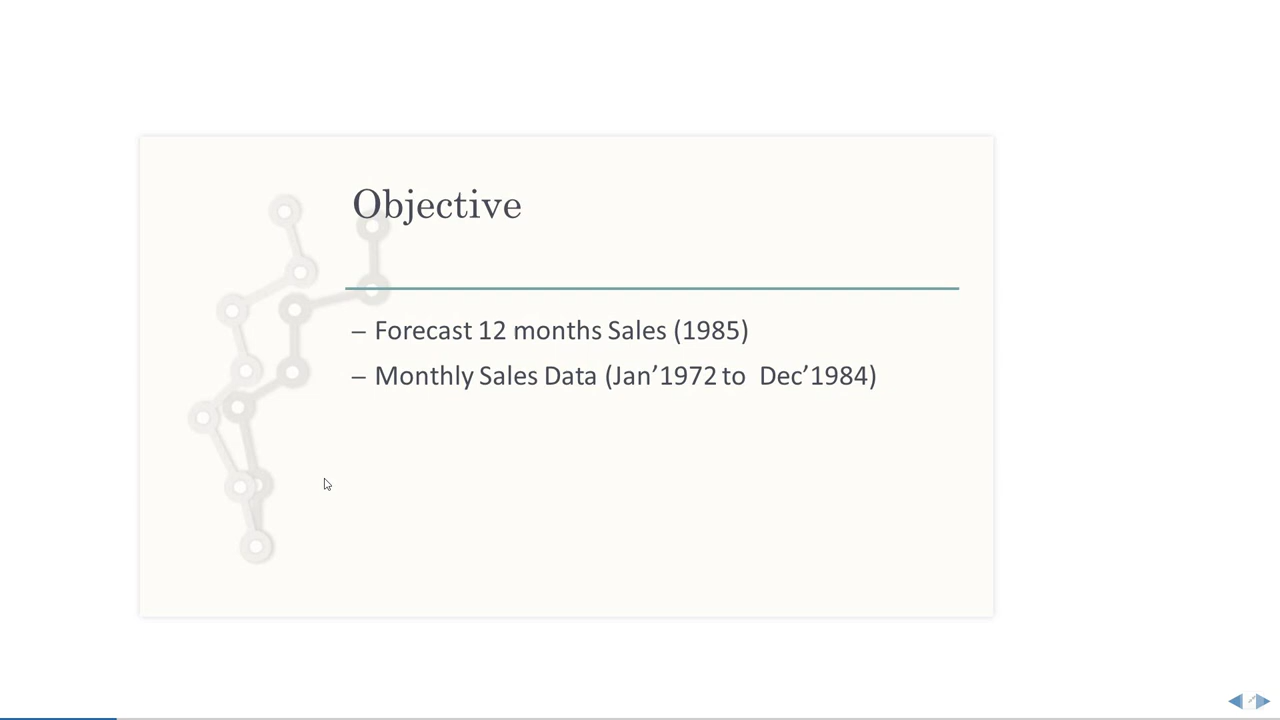 Objective
– Forecast 12 months Sales (1985)
– Monthly Sales Data (Jan’1972 to  Dec’1984)